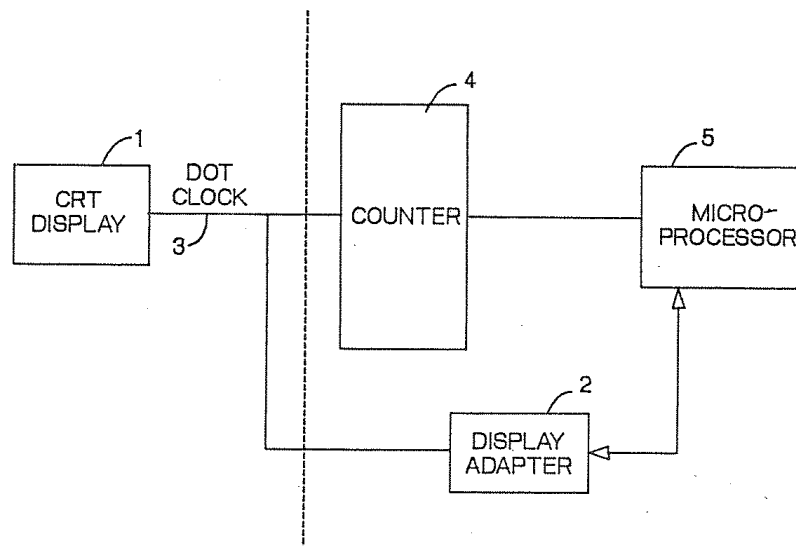 1
CRT
DISPLAY
DOT
CLOCK
3
4
COUNTER
5
MICRO-
PROCESSOR
2
DISPLAY
ADAPTER